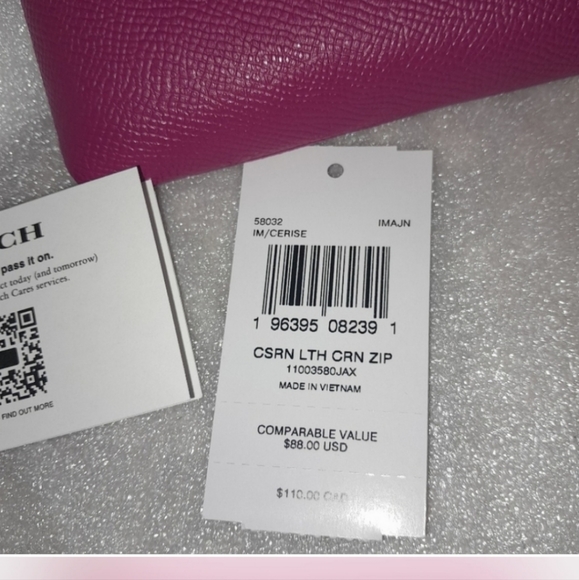 CH
pass it on.
ct today (and tomorrow)
ch Cares services.
FIND OUT MORE
58032 IMAJN
IM/CERISE
1 96395 08239 1
CSRN LTH CRN ZIP
11003580JAX
MADE IN VIETNAM
COMPARABLE VALUE
$88.00 USD
$110.00 CAD